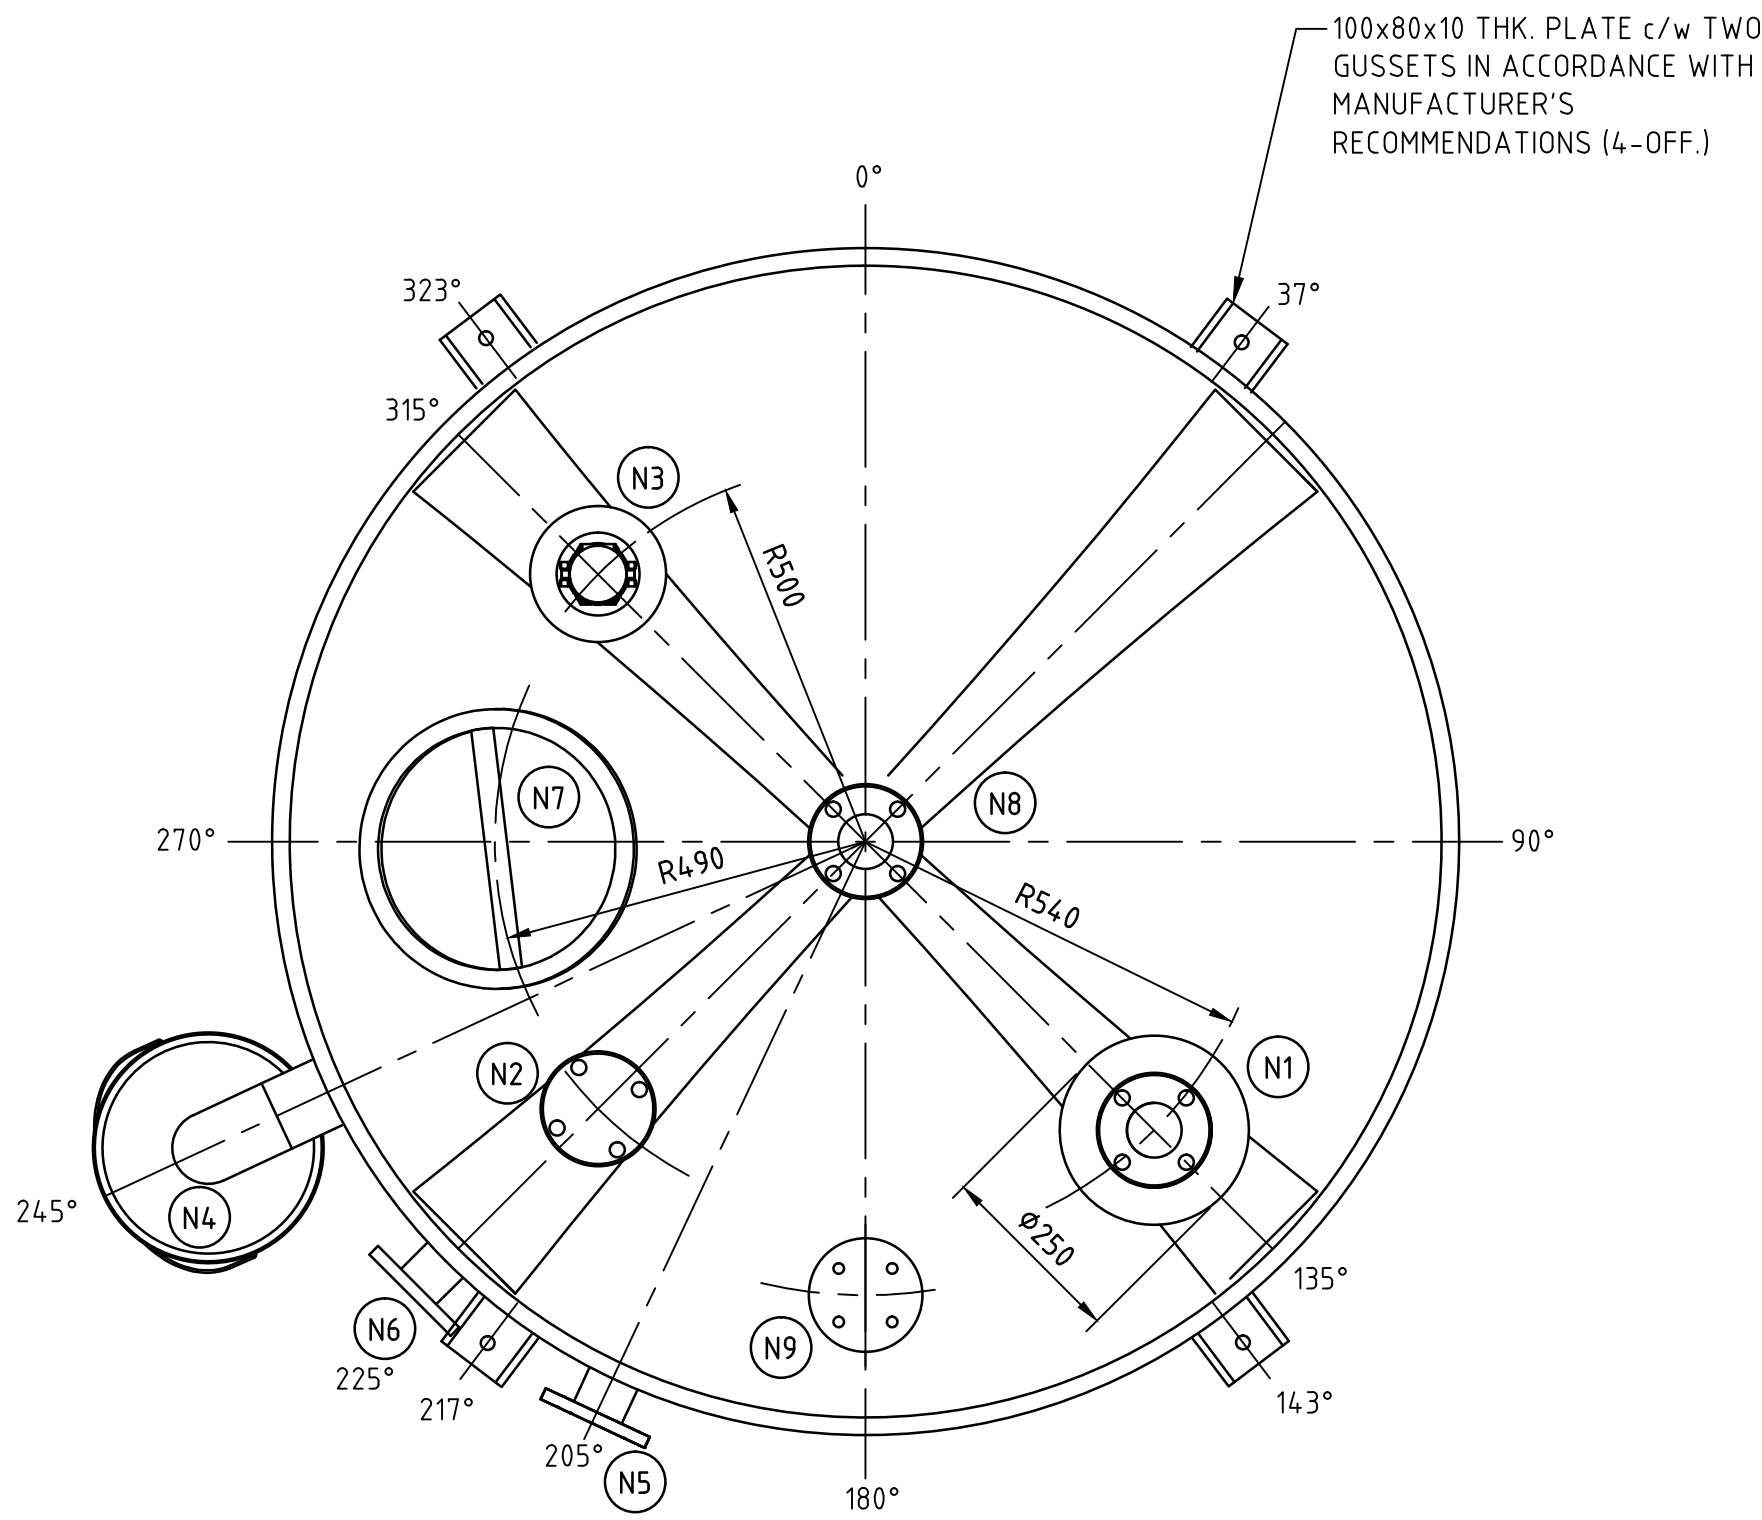 100x80x10 THK. PLATE c/w TWO
GUSSETS IN ACCORDANCE WITH
MANUFACTURER'S
RECOMMENDATIONS (4-OFF.)
0°
323°
37°
315°
N3
R500
N7
N8
270°
R490
90°
R540
N2
N1
245°
N4
Ø250
135°
N6
N9
225°
217°
143°
205°
N5
180°